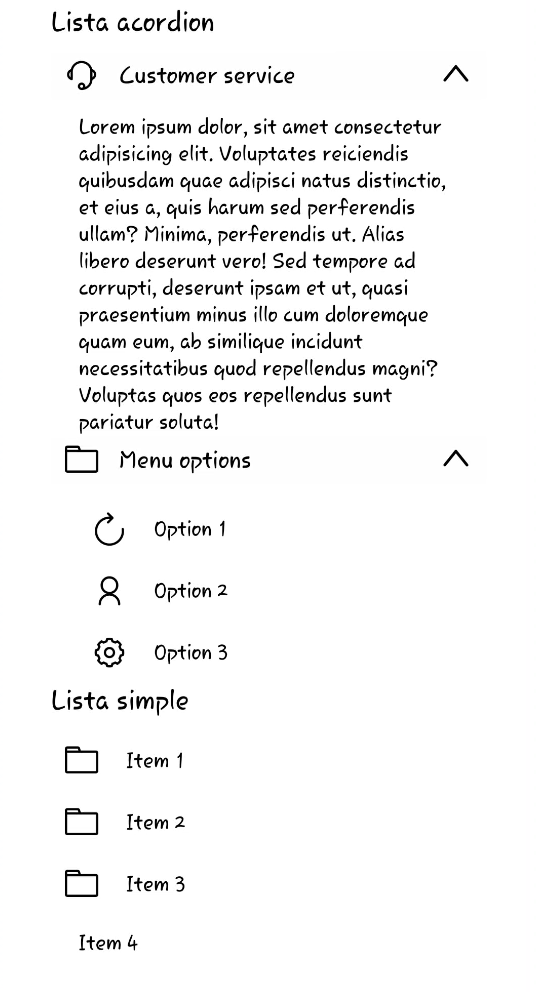 Lista acordion
Customer service
Lorem ipsum dolor, sit amet consectetur
adipisicing elit. Voluptates reiciendis
quibusdam quae adipisci natus distinctio,
et eius a, quis harum sed perferendis
ullam? Minima, perferendis ut. Alias
libero deserunt vero! Sed tempore ad
corrupti, deserunt ipsam et ut, quasi
praesentium minus illo cum doloremque
quam eum, ab similique incidunt
necessitatibus quod repellendus magni?
Voluptas quos eos repellendus sunt
pariatur soluta!
Menu options
Option 1
Option 2
Option 3
Lista simple
Item 1
Item 2
Item 3
Item 4